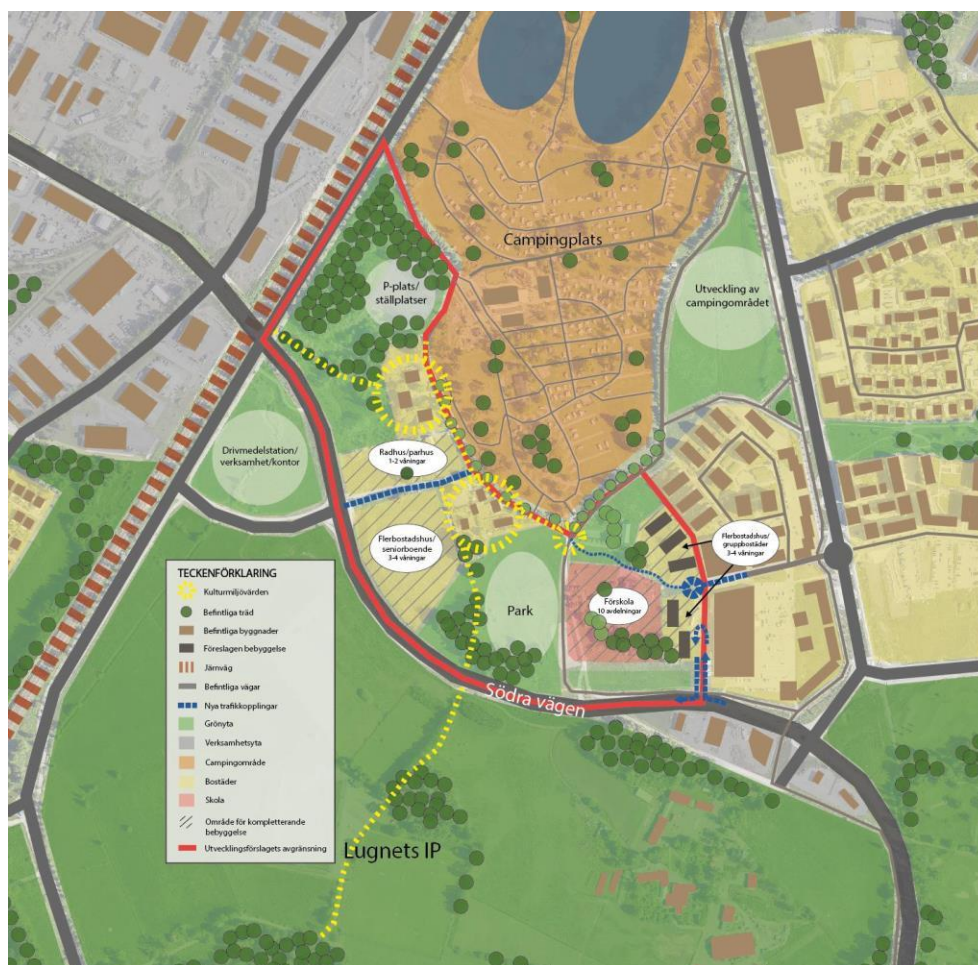 Campingplats
P-plats/
ställplatser
Utveckling av
campingområdet
Drivmedelstation/
verksamhet/kontor
Radhus/parhus
1-2 våningar
Flerbostadshus/
seniorboende
3-4 våningar
Flerbostadshus/
gruppbostäder
3-4 våningar
Förskola
10 avdelningar
Park
Södra vägen
TECKENFÖRKLARING
Kulturmiljövärden
Befintliga träd
Befintliga byggnader
Föreslagen bebyggelse
Järnväg
Befintliga vägar
Nya trafikkopplingar
Grönyta
Verksamhetsyta
Campingområde
Bostäder
Skola
Område för kompletterande
bebyggelse
Utvecklingsförslagets avgränsning
Lugnets IP